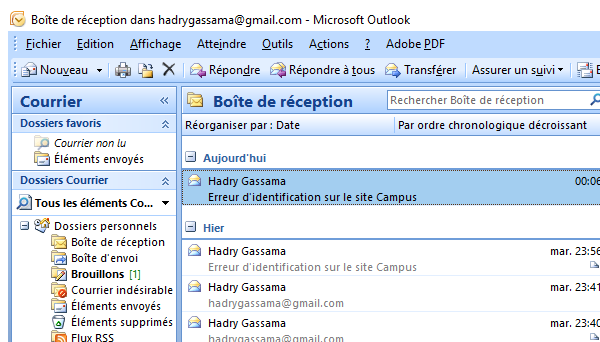 Boîte de réception dans hadrygassama@gmail.com - Microsoft Outlook
Fichier Edition Affichage Atteindre Outils Actions ? Adobe PDF
Nouveau Répondre Répondre à tous Transférer Assurer un suivi
Courrier «
Dossiers favoris
Courrier non lu
Éléments envoyés
Dossiers Courrier
Tous les éléments Co...
Dossiers personnels
Boîte de réception
Boîte d'envoi
Brouillons [1]
Courrier indésirable
Éléments envoyés
Éléments supprimés
Flux RSS
Boîte de réception Rechercher Boîte de réception
Réorganiser par : Date Par ordre chronologique décroissant
Aujourd'hui
Hadry Gassama 00:06
Erreur d'identification sur le site Campus
Hier
Hadry Gassama mar. 23:56
Erreur d'identification sur le site Campus
Hadry Gassama mar. 23:41
hadrygassama@gmail.com
Hadry Gassama mar. 23:40
hadrygassama@gmail.com